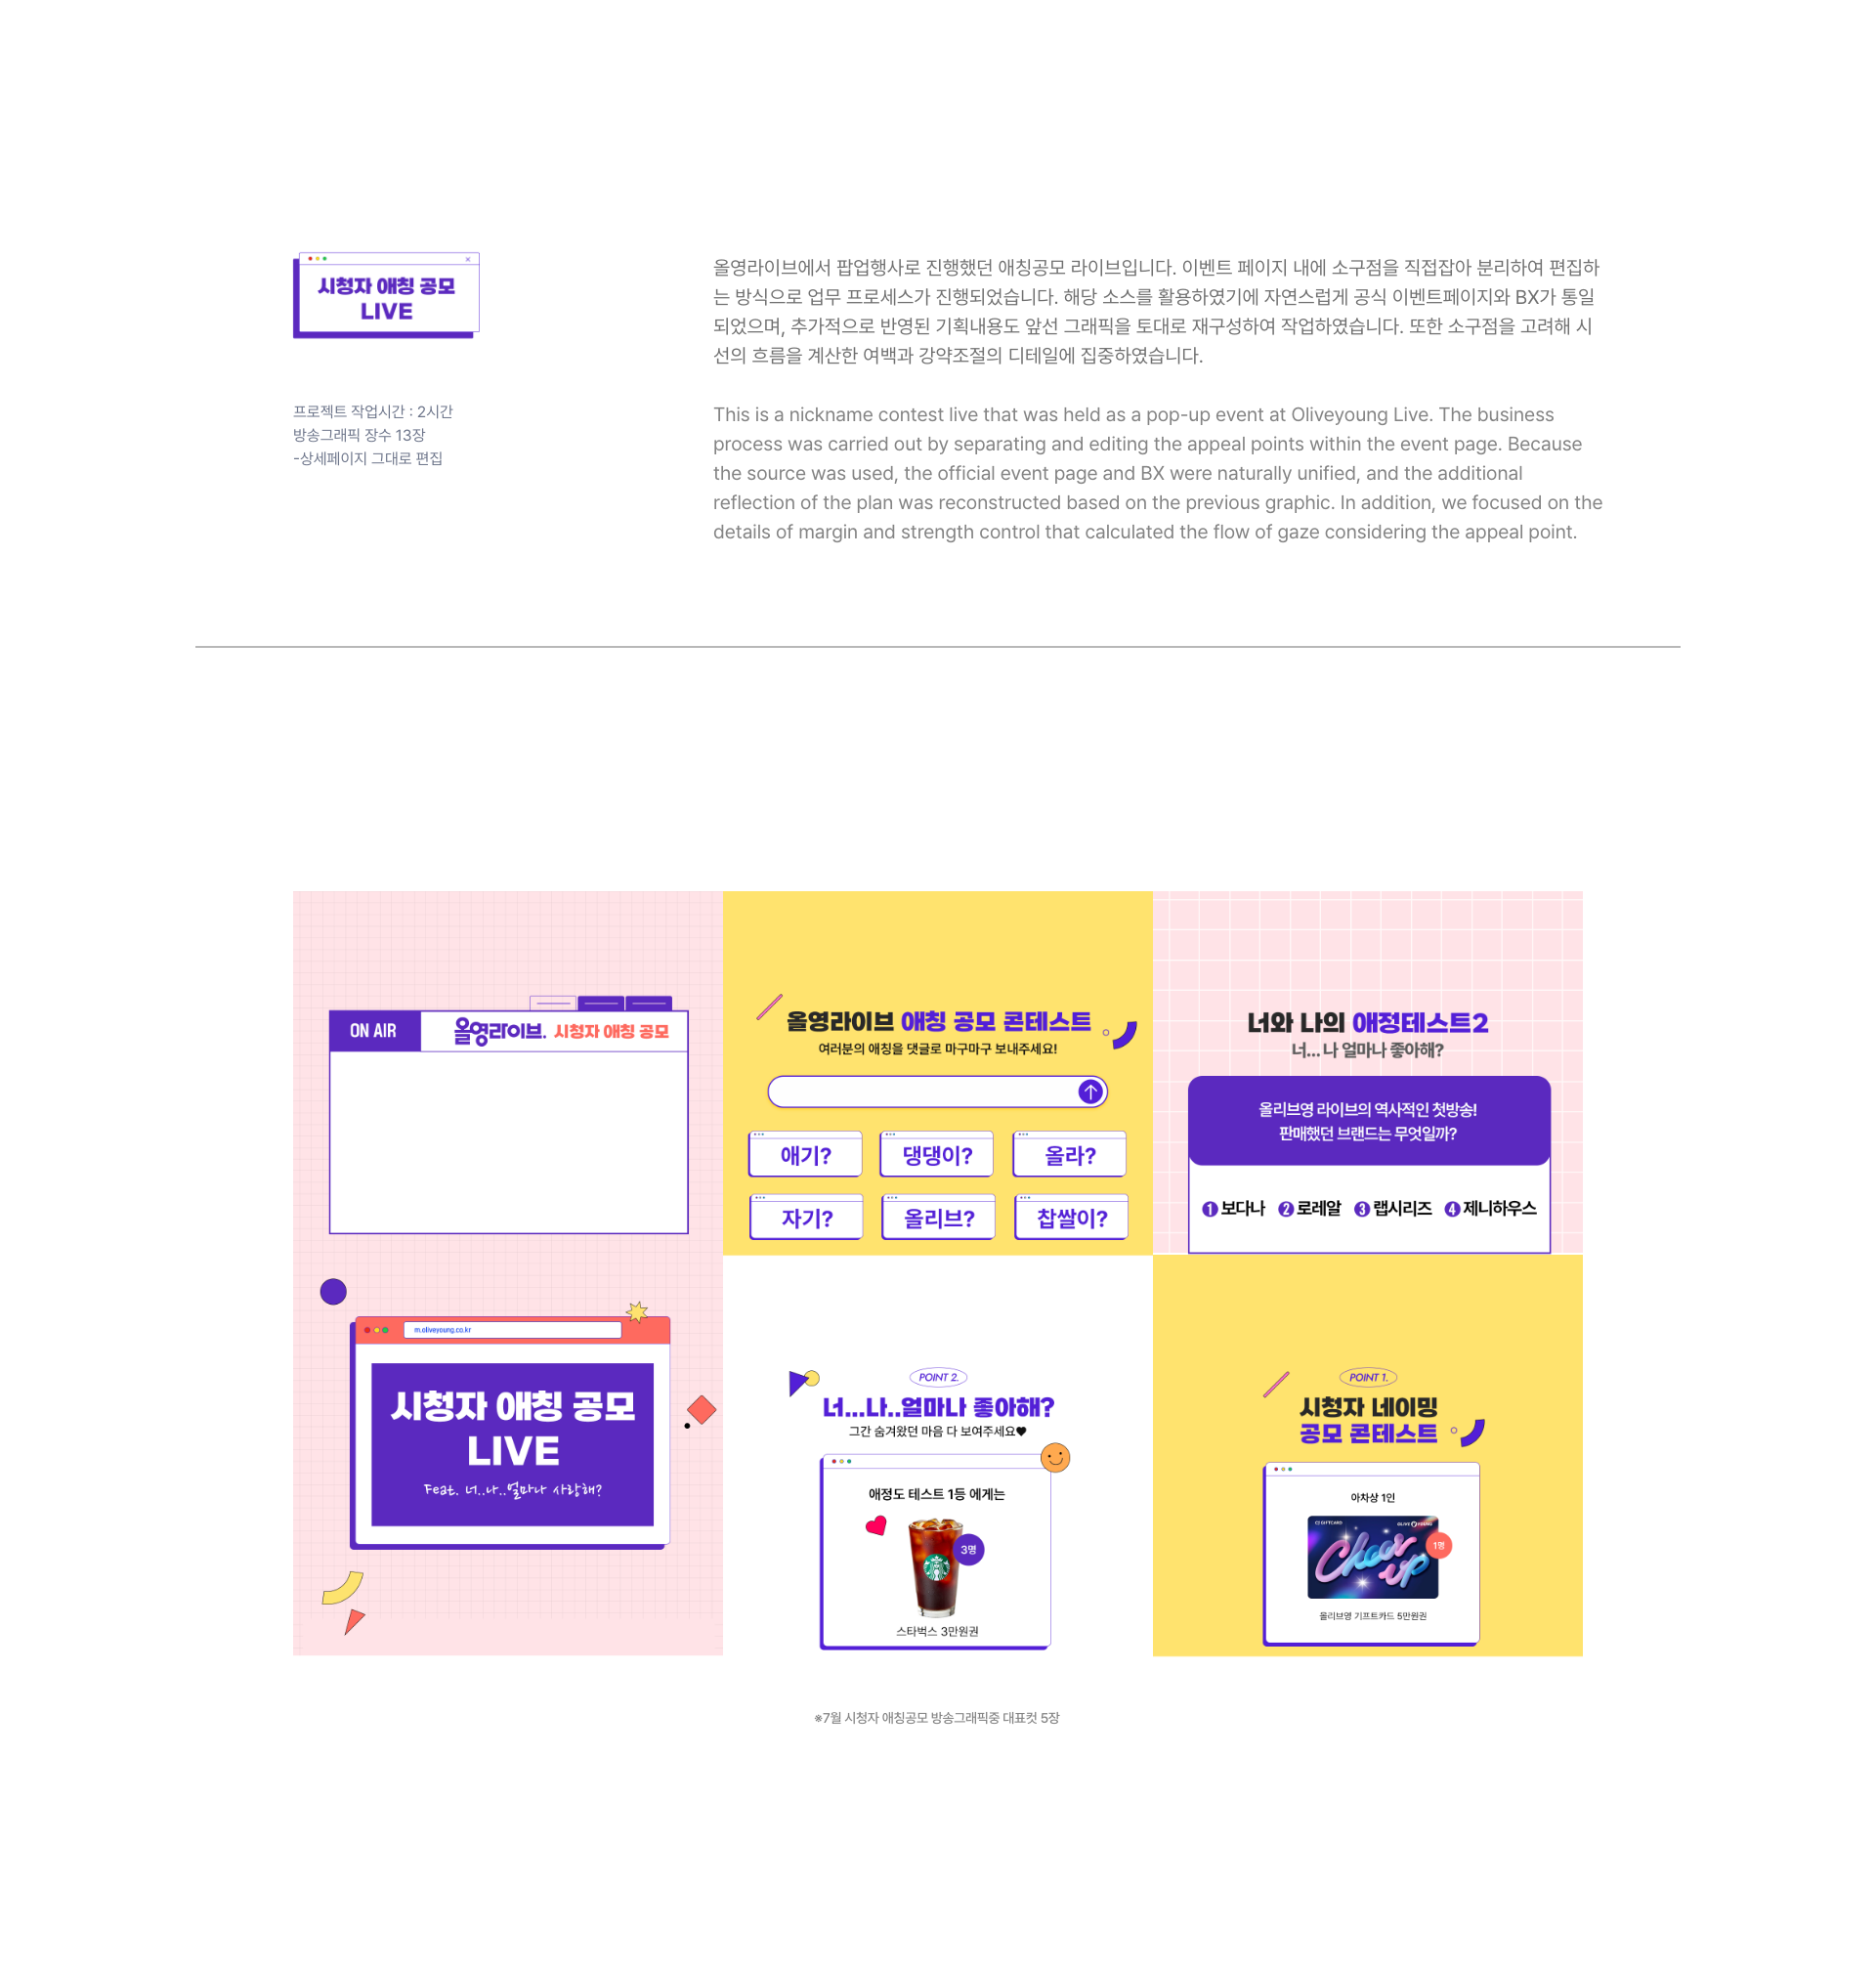 시청자 애칭 공모
LIVE
프로젝트 작업시간 : 2시간
방송그래픽 장수 13장
-상세페이지 그대로 편집
올영라이브에서 팝업행사로 진행했던 애칭공모 라이브입니다. 이벤트 페이지 내에 소구점을 직접잡아 분리하여 편집하
는 방식으로 업무 프로세스가 진행되었습니다. 해당 소스를 활용하였기에 자연스럽게 공식 이벤트페이지와 BX가 통일
되었으며, 추가적으로 반영된 기획내용도 앞선 그래픽을 토대로 재구성하여 작업하였습니다. 또한 소구점을 고려해 시
선의 흐름을 계산한 여백과 강약조절의 디테일에 집중하였습니다.
This is a nickname contest live that was held as a pop-up event at Oliveyoung Live. The business
process was carried out by separating and editing the appeal points within the event page. Because
the source was used, the official event page and BX were naturally unified, and the additional
reflection of the plan was reconstructed based on the previous graphic. In addition, we focused on the
details of margin and strength control that calculated the flow of gaze considering the appeal point.
ON AIR 올영라이브. 시청자 애칭 공모
m.oliveyoung.co.kr
시청자 애칭 공모
LIVE
Feat. 너..나..얼마나 사랑해?
올영라이브 애칭 공모 콘테스트
여러분의 애칭을 댓글로 마구마구 보내주세요!
애기? 댕댕이? 올라?
자기? 올리브? 찹쌀이?
너와 나의 애정테스트2
너... 나 얼마나 좋아해?
올리브영 라이브의 역사적인 첫방송!
판매했던 브랜드는 무엇일까?
1 보다나 2 로레알 3 랩시리즈 4 제니하우스
POINT 2.
너...나..얼마나 좋아해?
그간 숨겨왔던 마음 다 보여주세요♥
애정도 테스트 1등 에게는
3명
스타벅스 3만원권
POINT 1.
시청자 네이밍
공모 콘테스트
아차상 1인
GIFTCARD OLIVE YOUNG
Cheer up
1명
올리브영 기프트카드 5만원권
※7월 시청자 애칭공모 방송그래픽중 대표컷 5장